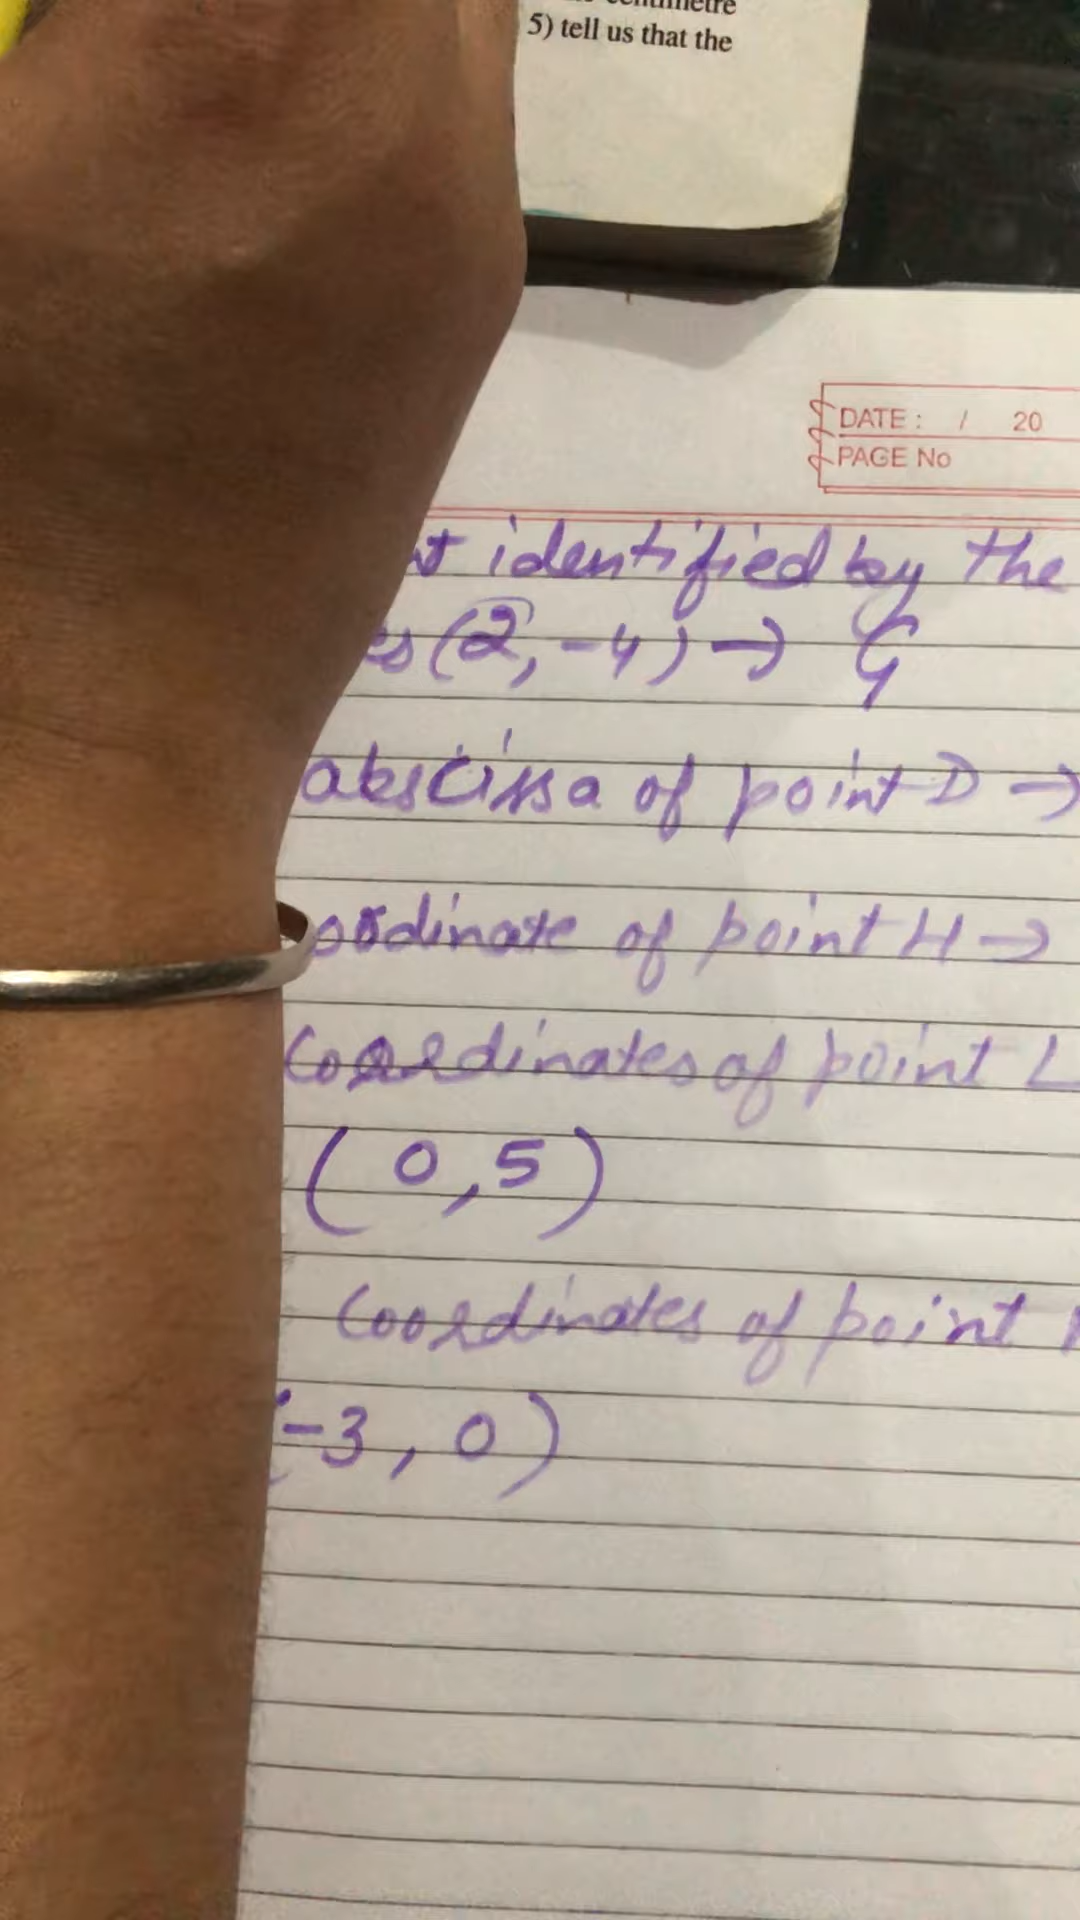 5) tell us that the
DATE : / 20
PAGE No
identified by the
(2, -4) → G
abscissa of point D →
ordinate of point H →
Coordinates of point L
( 0, 5 )
Coordinates of point
-3, 0 )